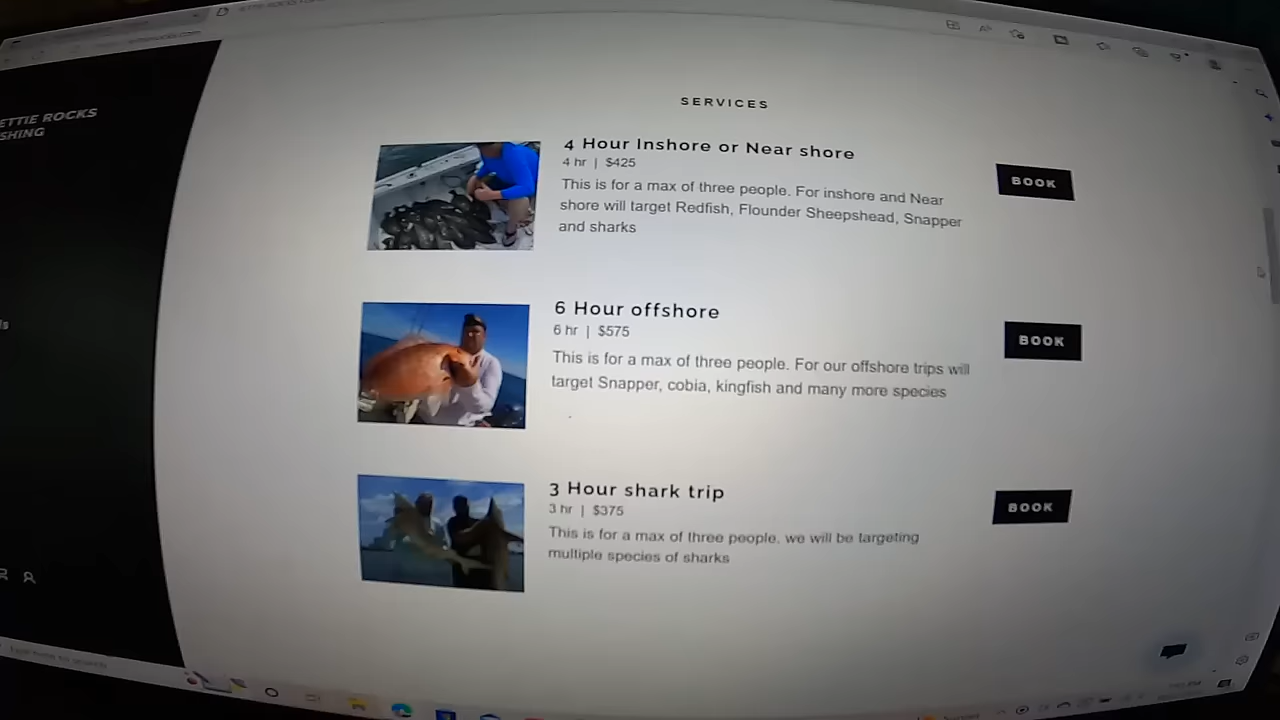 ETTIE ROCKS
SHING
SERVICES
4 Hour Inshore or Near shore
4 hr | $425
This is for a max of three people. For inshore and Near
shore will target Redfish, Flounder Sheepshead, Snapper
and sharks
BOOK
6 Hour offshore
6 hr | $575
This is for a max of three people. For our offshore trips will
target Snapper, cobia, kingfish and many more species
BOOK
3 Hour shark trip
3 hr | $375
This is for a max of three people. we will be targeting
multiple species of sharks
BOOK